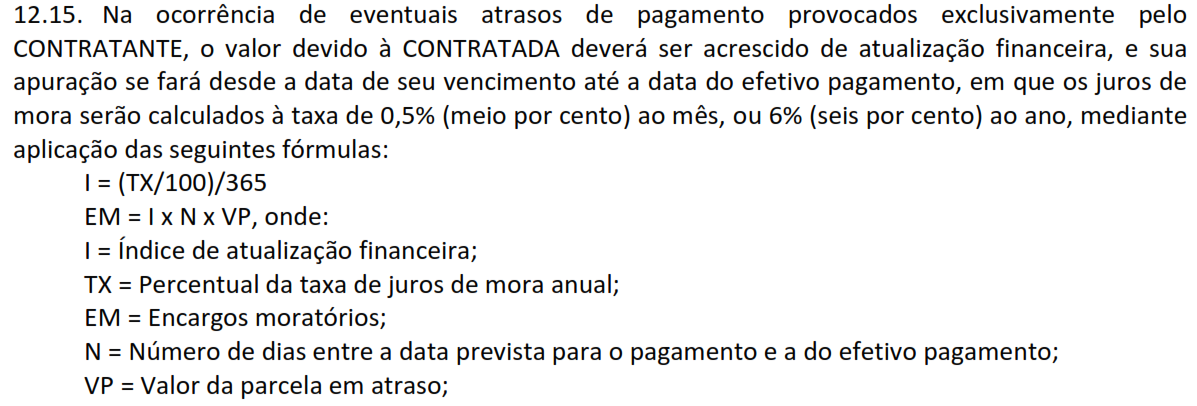 12.15. Na ocorrência de eventuais atrasos de pagamento provocados exclusivamente pelo
CONTRATANTE, o valor devido à CONTRATADA deverá ser acrescido de atualização financeira, e sua
apuração se fará desde a data de seu vencimento até a data do efetivo pagamento, em que os juros de
mora serão calculados à taxa de 0,5% (meio por cento) ao mês, ou 6% (seis por cento) ao ano, mediante
aplicação das seguintes fórmulas:
I = (TX/100)/365
EM = I x N x VP, onde:
I = Índice de atualização financeira;
TX = Percentual da taxa de juros de mora anual;
EM = Encargos moratórios;
N = Número de dias entre a data prevista para o pagamento e a do efetivo pagamento;
VP = Valor da parcela em atraso;